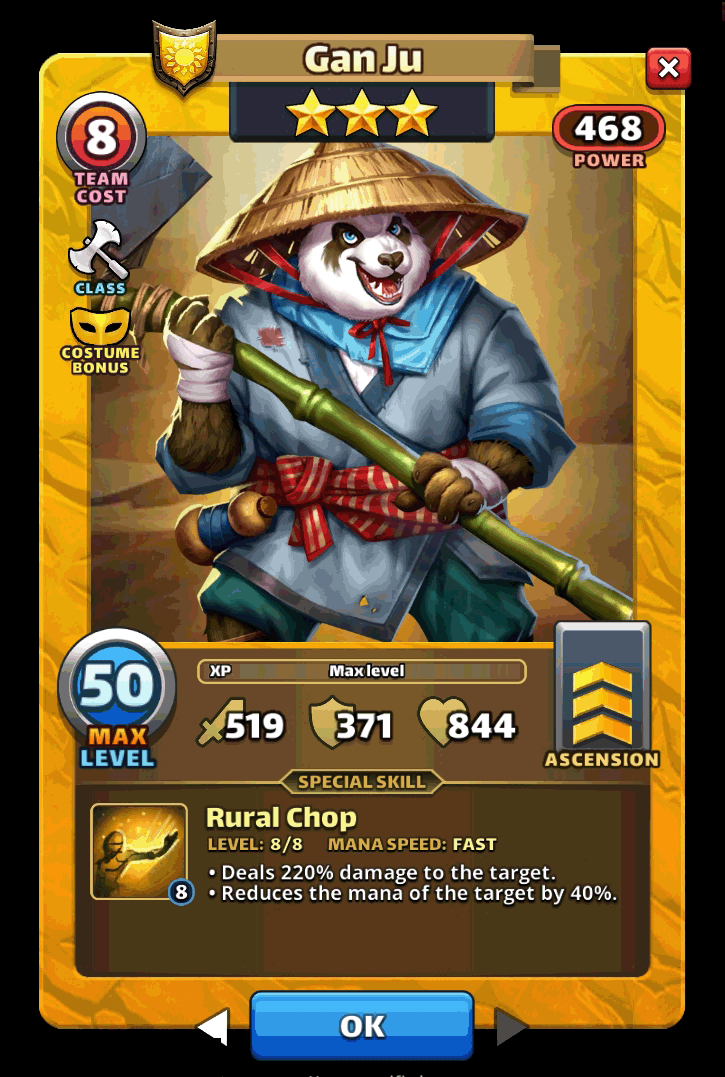 Gan Ju
8
TEAM
COST
468
POWER
CLASS
COSTUME
BONUS
50
MAX
LEVEL
XP
Max level
519
371
844
ASCENSION
SPECIAL SKILL
Rural Chop
LEVEL: 8/8 MANA SPEED: FAST
8
• Deals 220% damage to the target.
• Reduces the mana of the target by 40%.
OK